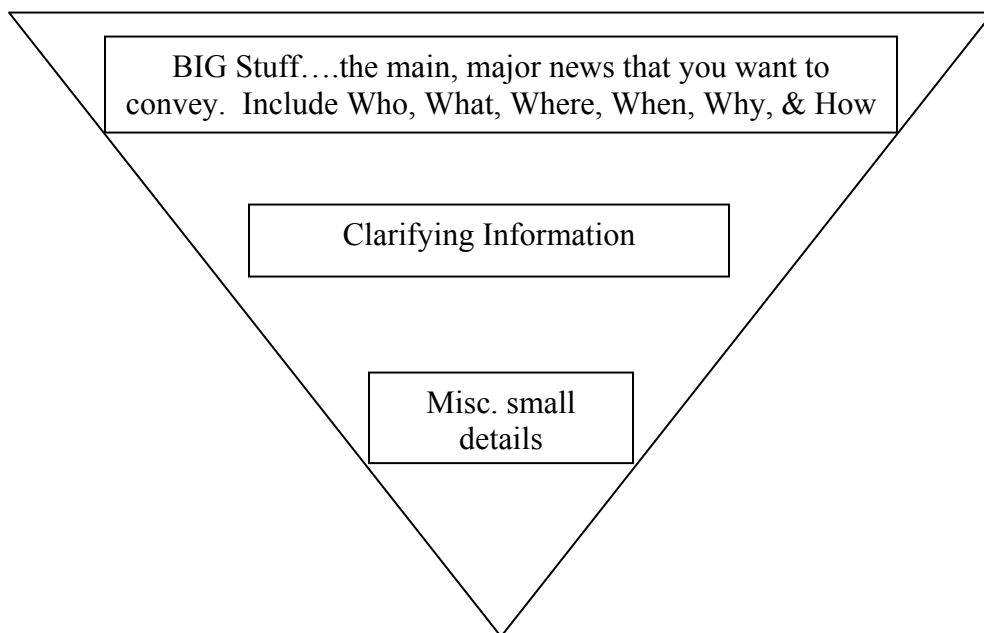 BIG Stuff….the main, major news that you want to
convey.  Include Who, What, Where, When, Why, & How
Clarifying Information
Misc. small
details